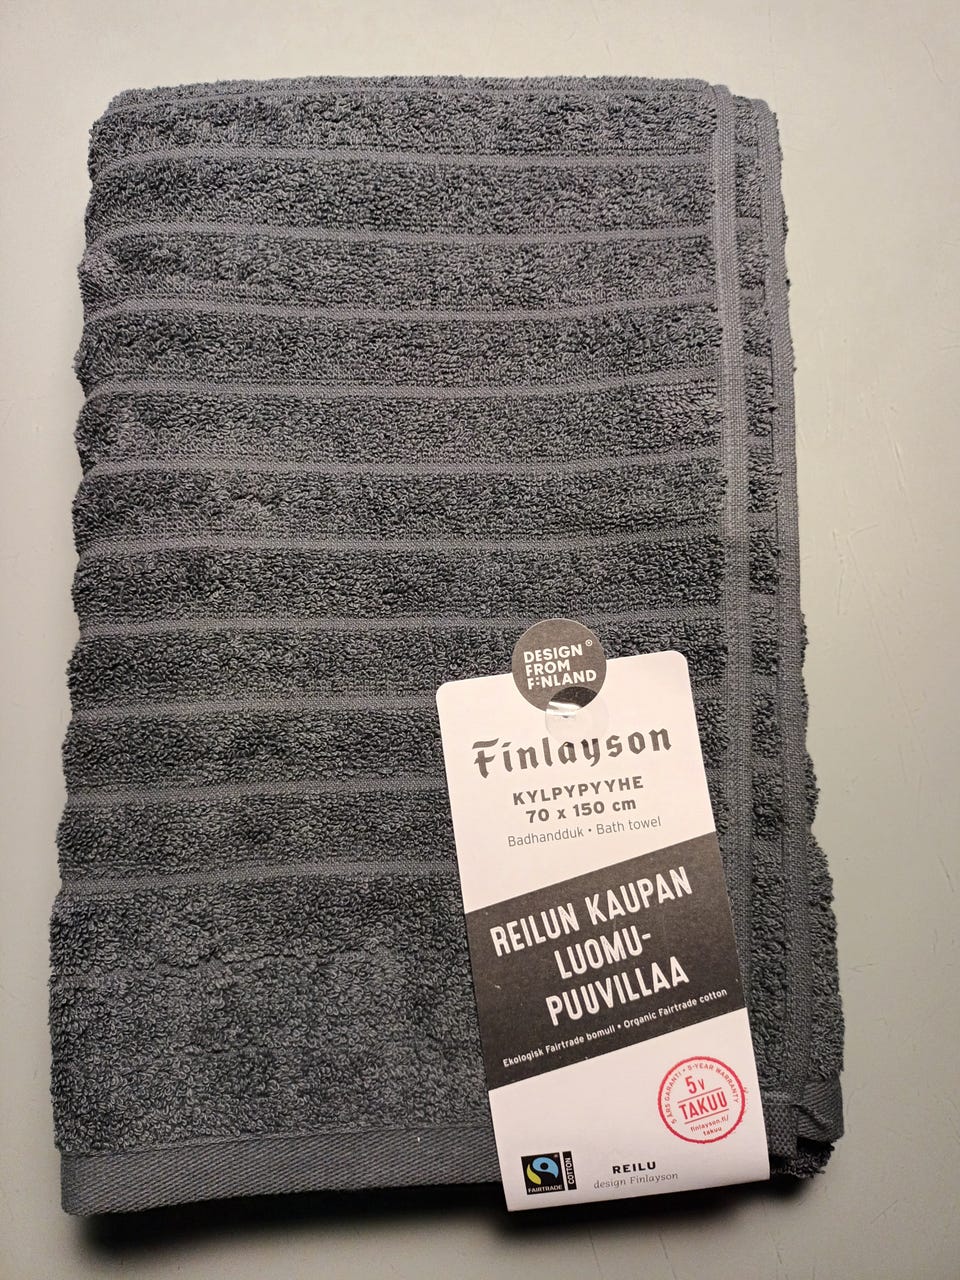 DESIGN®
FROM
FINLAND
Finlayson
KYLPYPYYHE
70 x 150 cm
Badhandduk • Bath towel
REILUN KAUPAN
LUOMU-
PUUVILLAA
Ekologisk Fairtrade bomull • Organic Fairtrade cotton
5 ÅRS GARANTI • 5-YEAR WARRANTY
5v
TAKUU
finlayson.fi/
takuu
FAIRTRADE
COTTON
REILU
design Finlayson